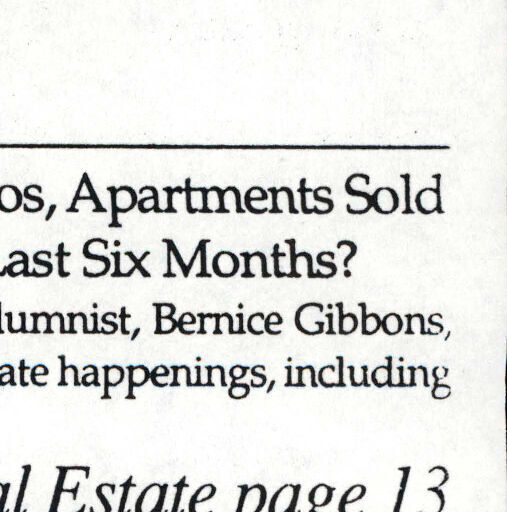 os, Apartments Sold
Last Six Months?
lumnist, Bernice Gibbons,
ate happenings, including
al Estate page 13